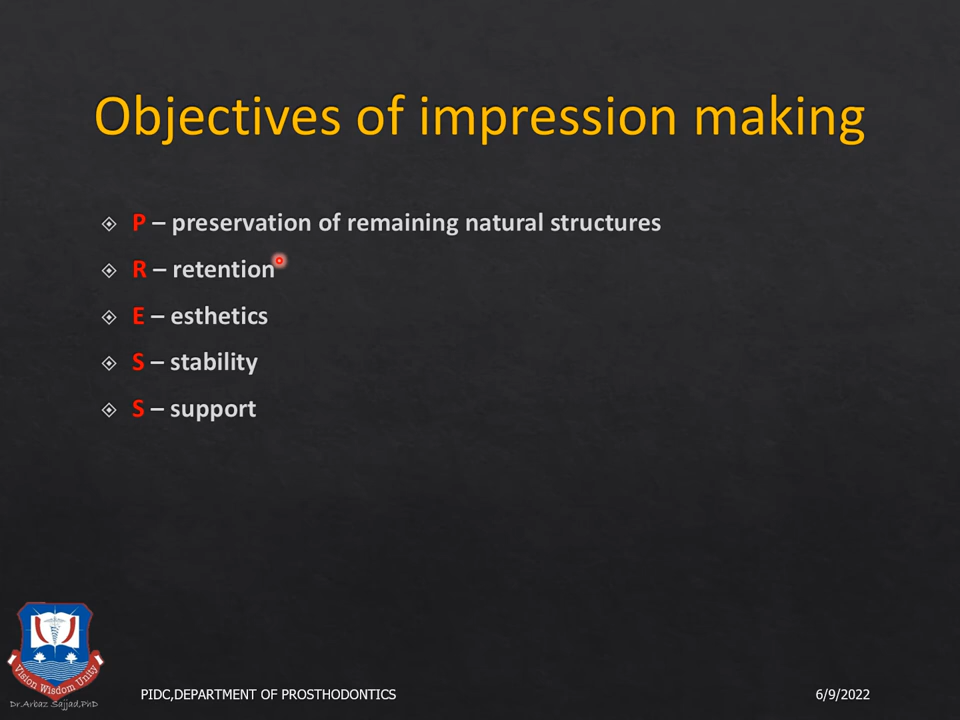 Objectives of impression making
P – preservation of remaining natural structures
R – retention
E – esthetics
S – stability
S – support
Vision Wisdom Unity
Dr.Arbaz Sajjad,PhD
PIDC,DEPARTMENT OF PROSTHODONTICS
6/9/2022